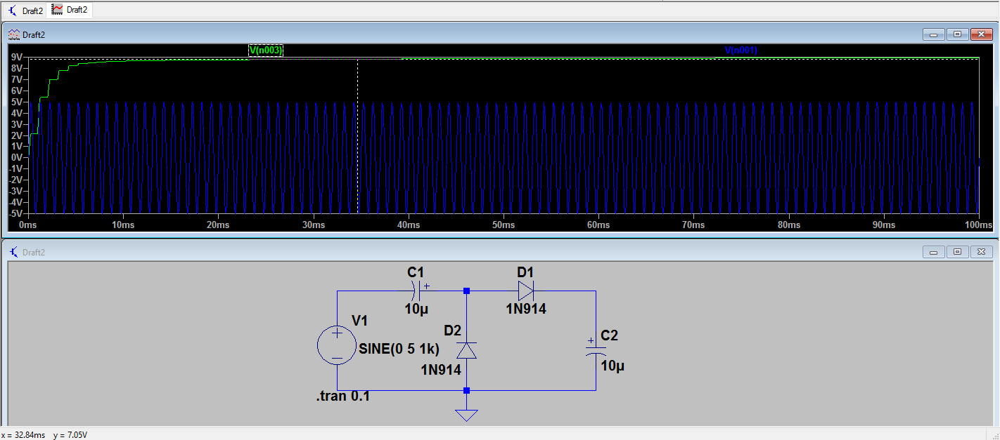 Draft2 Draft2
Draft2
V(n003) V(n001)
9V
8V
7V
6V
5V
4V
3V
2V
1V
0V
-1V
-2V
-3V
-4V
-5V
0ms 10ms 20ms 30ms 40ms 50ms 60ms 70ms 80ms 90ms 100ms
Draft2
C1 D1
10µ 1N914
V1 D2 C2
SINE(0 5 1k)
1N914 10µ
.tran 0.1
x = 32.84ms y = 7.05V